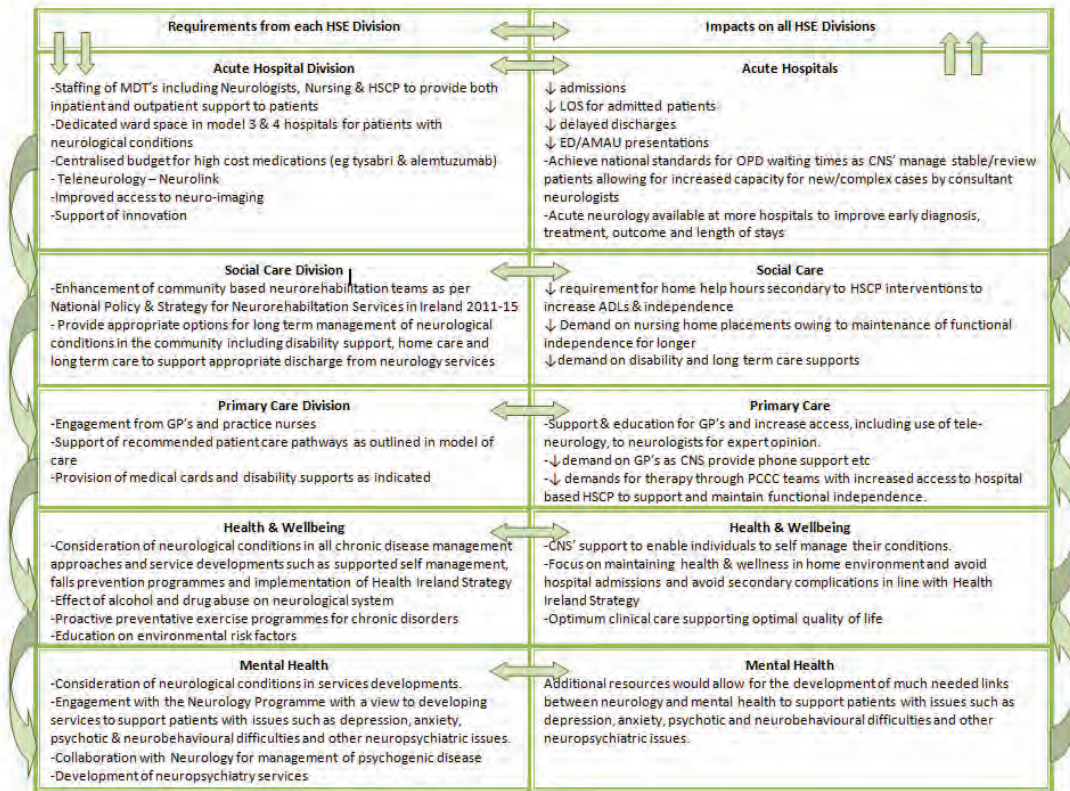 Requirements from each HSE Division
Impacts on all HSE Divisions
Acute Hospital Division
-Staffing of MDT's including Neurologists, Nursing & HSCP to provide both
inpatient and outpatient support to patients
-Dedicated ward space in model 3 & 4 hospitals for patients with
neurological conditions
-Centralised budget for high cost medications (eg tysabri & alemtuzumab)
- Teleneurology – Neurolink
-Improved access to neuro-imaging
-Support of innovation
Acute Hospitals
↓ admissions
↓ LOS for admitted patients
↓ delayed discharges
↓ ED/AMAU presentations
-Achieve national standards for OPD waiting times as CNS' manage stable/review
patients allowing for increased capacity for new/complex cases by consultant
neurologists
-Acute neurology available at more hospitals to improve early diagnosis,
treatment, outcome and length of stays
Social Care Division
-Enhancement of community based neurorehabilitation teams as per
National Policy & Strategy for Neurorehabiltation Services in Ireland 2011-15
- Provide appropriate options for long term management of neurological
conditions in the community including disability support, home care and
long term care to support appropriate discharge from neurology services
Social Care
↓ requirement for home help hours secondary to HSCP interventions to
increase ADLs & independence
↓ Demand on nursing home placements owing to maintenance of functional
independence for longer
↓demand on disability and long term care supports
Primary Care Division
-Engagement from GP's and practice nurses
-Support of recommended patient care pathways as outlined in model of
care
-Provision of medical cards and disability supports as indicated
Primary Care
-Support & education for GP's and increase access, including use of tele-
neurology, to neurologists for expert opinion.
-↓ demand on GP's as CNS provide phone support etc
-↓ demands for therapy through PCCC teams with increased access to hospital
based HSCP to support and maintain functional independence.
Health & Wellbeing
-Consideration of neurological conditions in all chronic disease management
approaches and service developments such as supported self management,
falls prevention programmes and implementation of Health Ireland Strategy
-Effect of alcohol and drug abuse on neurological system
-Proactive preventative exercise programmes for chronic disorders
-Education on environmental risk factors
Health & Wellbeing
-CNS' support to enable individuals to self manage their conditions.
-Focus on maintaining health & wellness in home environment and avoid
hospital admissions and avoid secondary complications in line with Health
Ireland Strategy
-Optimum clinical care supporting optimal quality of life
Mental Health
-Consideration of neurological conditions in services developments.
-Engagement with the Neurology Programme with a view to developing
services to support patients with issues such as depression, anxiety,
psychotic & neurobehavioural difficulties and other neuropsychiatric issues.
-Collaboration with Neurology for management of psychogenic disease
-Development of neuropsychiatry services
Mental Health
Additional resources would allow for the development of much needed links
between neurology and mental health to support patients with issues such as
depression, anxiety, psychotic and neurobehavioural difficulties and other
neuropsychiatric issues.